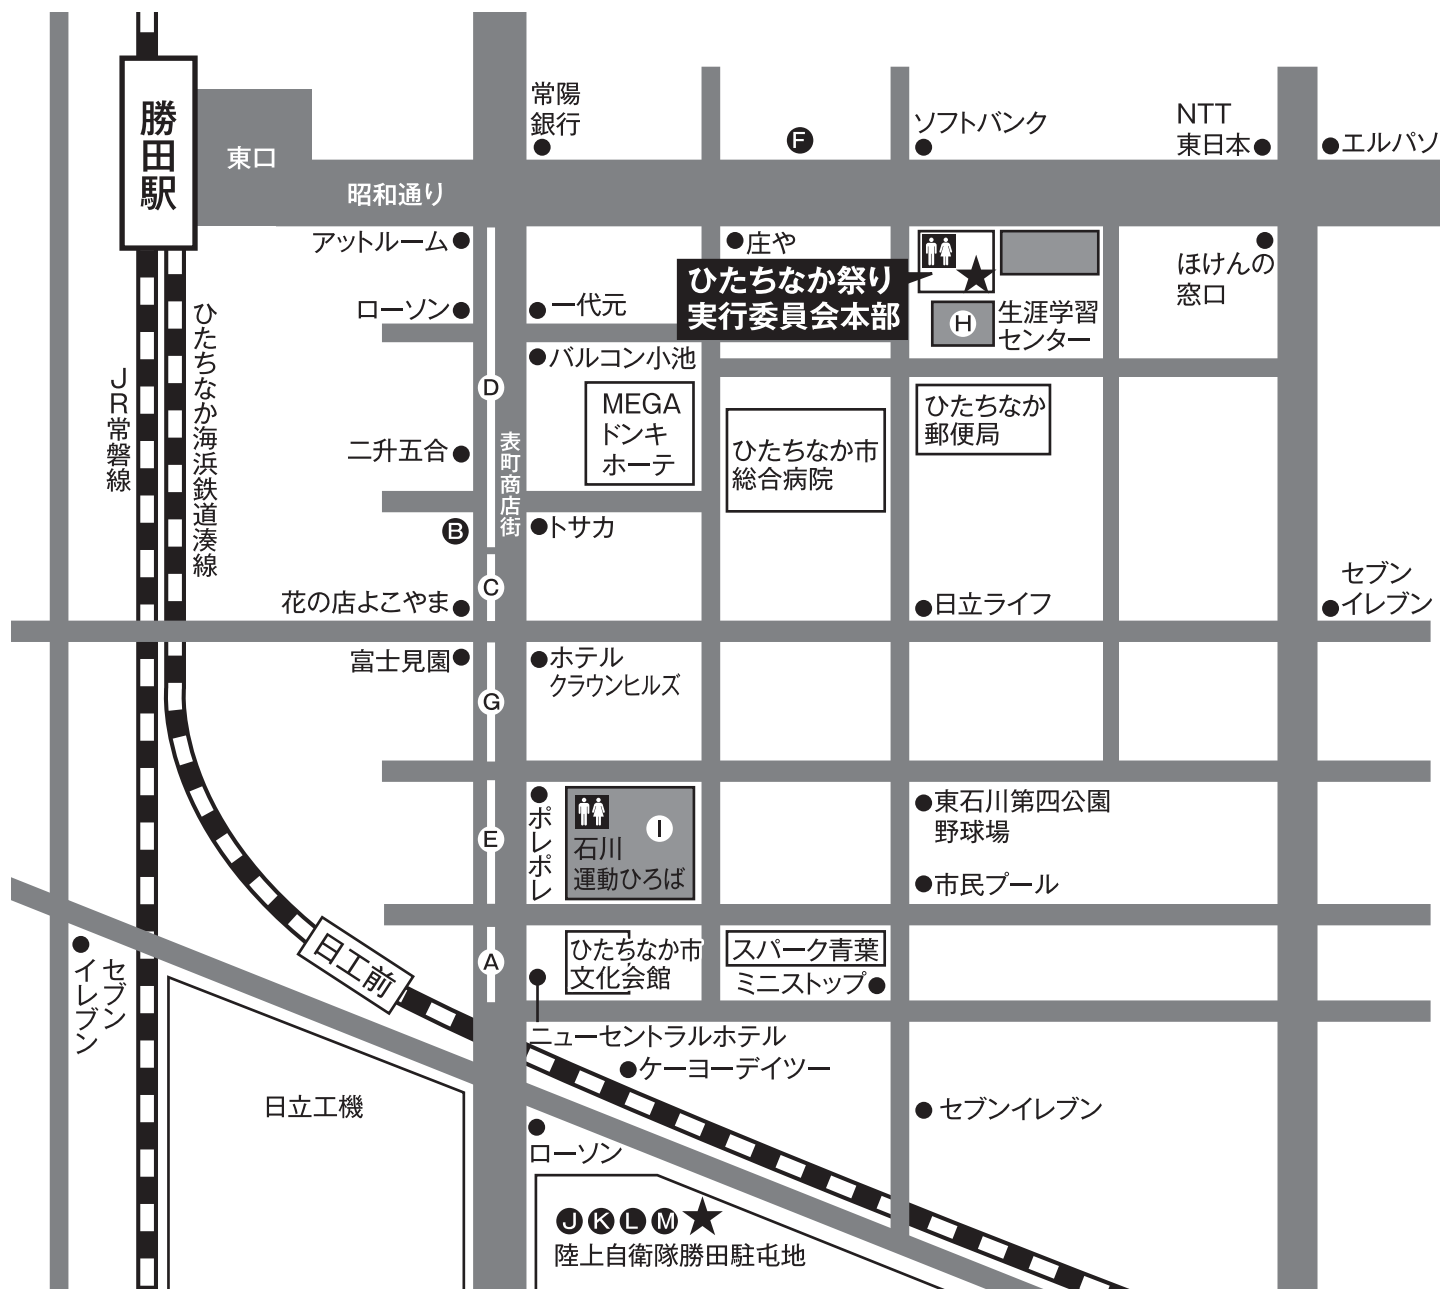 勝田駅
東口
昭和通り
常陽
銀行
F
ソフトバンク
NTT
東日本
エルパソ
アットルーム
庄や
ひたちなか祭り
実行委員会本部
ほけんの
窓口
ローソン
一代元
H
生涯学習
センター
バルコン小池
JR常磐線
ひたちなか海浜鉄道湊線
D
MEGA
ドンキ
ホーテ
ひたちなか市
総合病院
ひたちなか
郵便局
二升五合
表町商店街
B
トサカ
C
花の店よこやま
日立ライフ
セブン
イレブン
富士見園
ホテル
クラウンヒルズ
G
ポレポレ
I
石川
運動ひろば
E
東石川第四公園
野球場
市民プール
A
ひたちなか市
文化会館
スパーク青葉
ミニストップ
日工前
セブン
イレブン
ニューセントラルホテル
ケーヨーデイツー
日立工機
セブンイレブン
ローソン
J K L M
陸上自衛隊勝田駐屯地